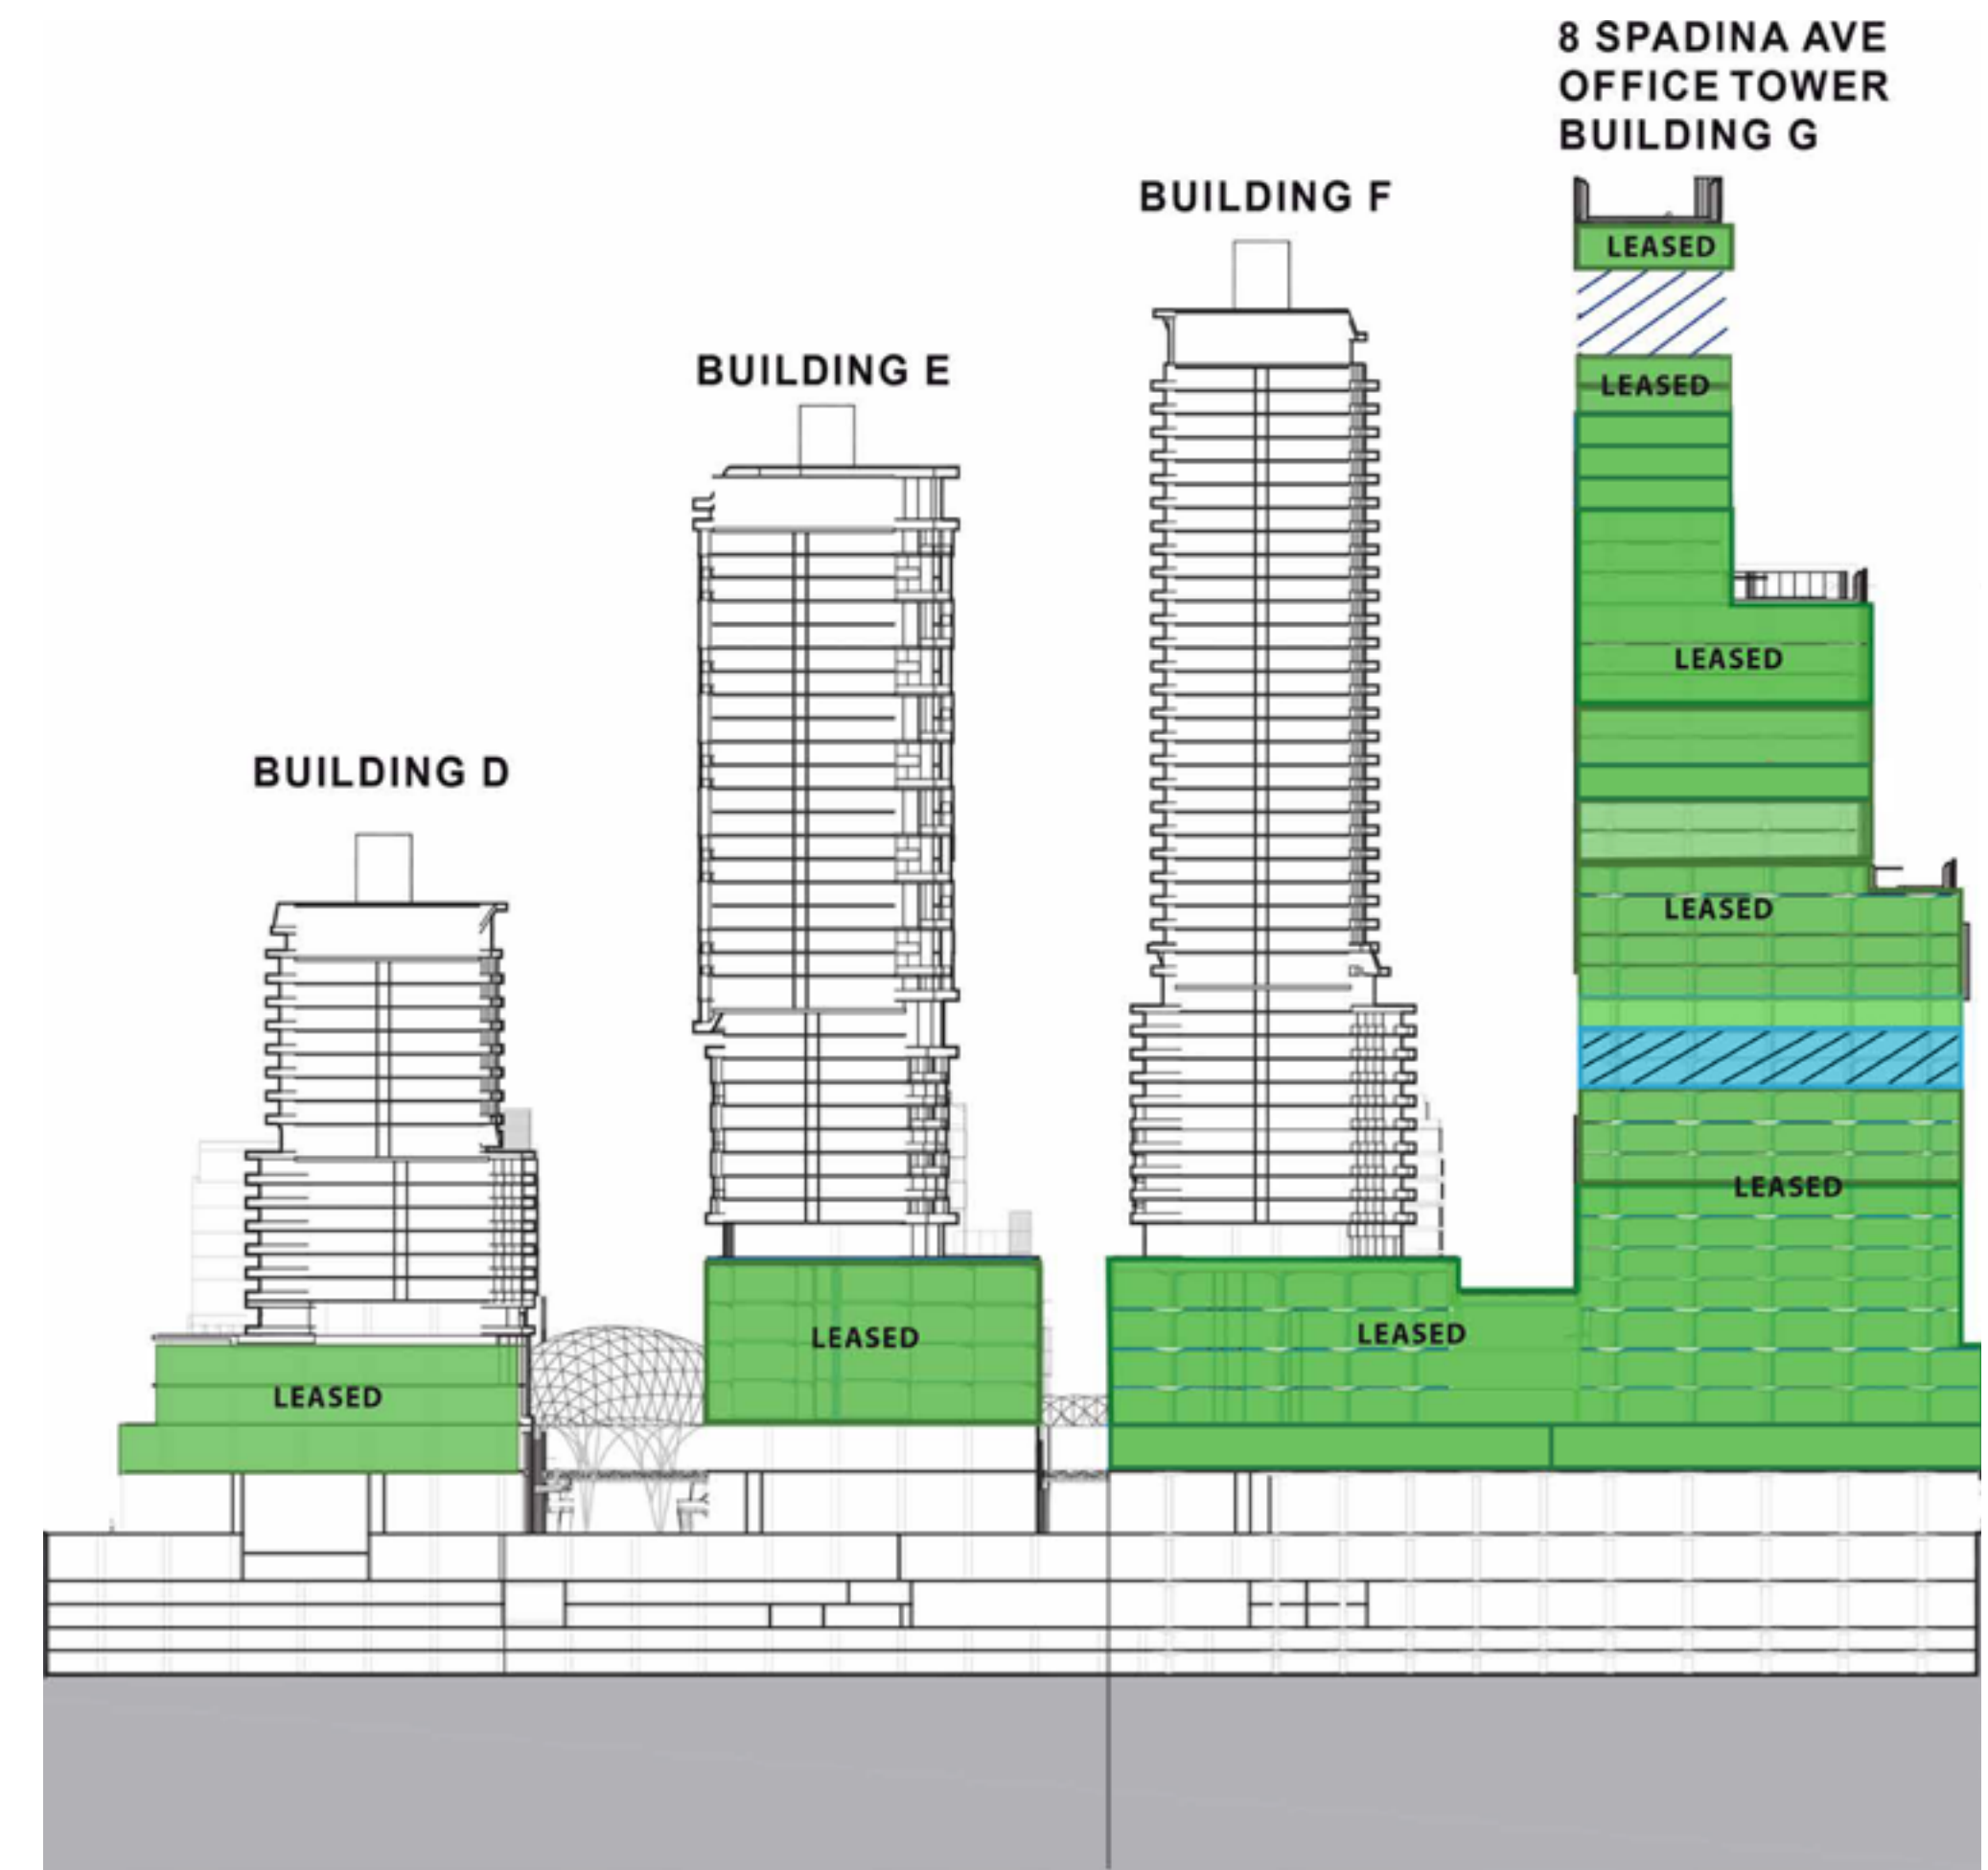 8 SPADINA AVE
OFFICE TOWER
BUILDING G
BUILDING F
LEASED
BUILDING E
LEASED
LEASED
BUILDING D
LEASED
LEASED
LEASED
LEASED
LEASED